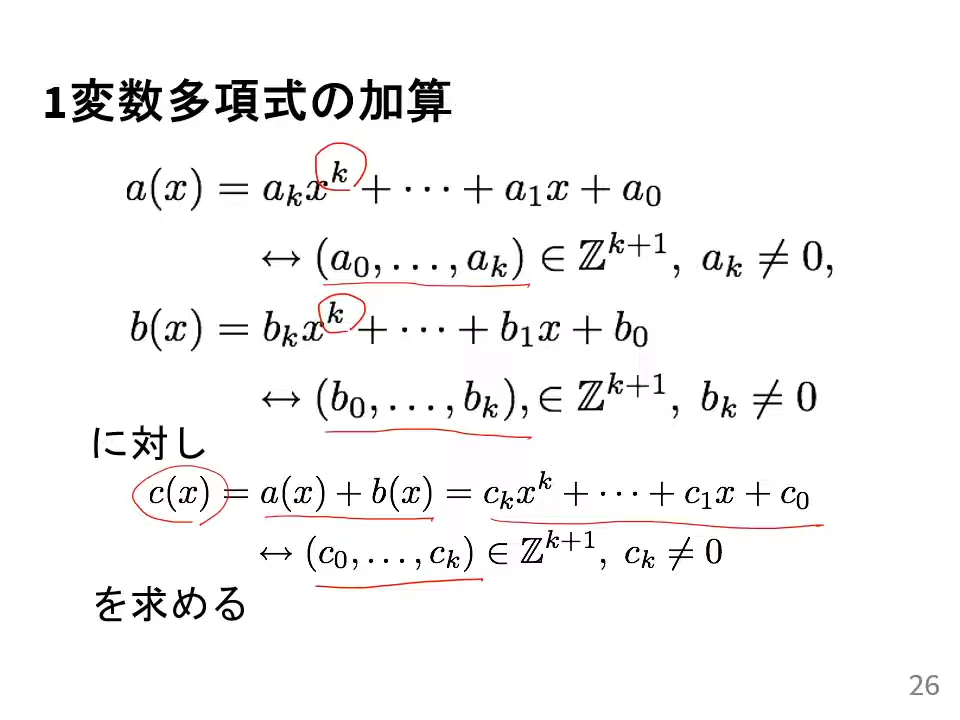 1変数多項式の加算
a(x) = a_k x^k + ⋯ + a_1 x + a_0
↔ (a_0, …, a_k) ∈ ℤ^{k+1}, a_k ≠ 0,
b(x) = b_k x^k + ⋯ + b_1 x + b_0
↔ (b_0, …, b_k), ∈ ℤ^{k+1}, b_k ≠ 0
に対し
c(x) = a(x) + b(x) = c_k x^k + ⋯ + c_1 x + c_0
↔ (c_0, …, c_k) ∈ ℤ^{k+1}, c_k ≠ 0
を求める
26